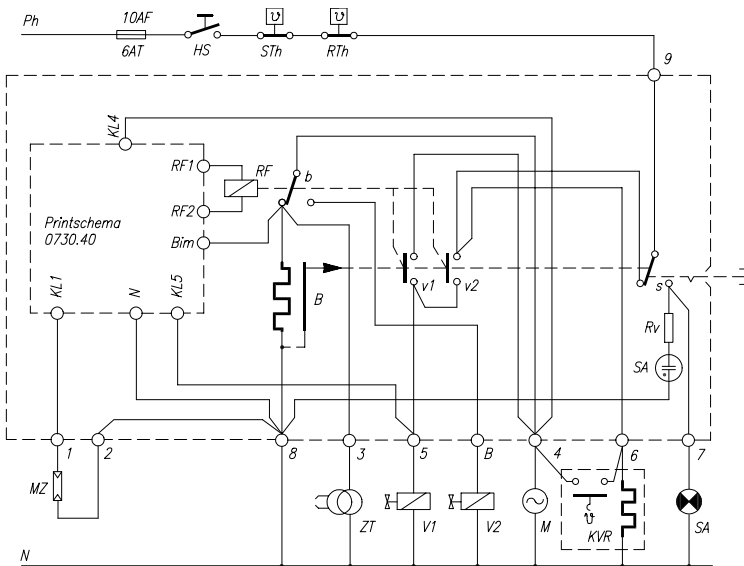 Ph
10AF
6AT
HS
ϑ
STh
ϑ
RTh
9
KL4
RF1
RF
b
Printschema
0730.40
RF2
Bim
KL1
N
KL5
B
v1
v2
s
Rv
SA
1
2
8
3
5
B
4
6
7
MZ
ZT
V1
V2
M
ϑ
KVR
SA
N